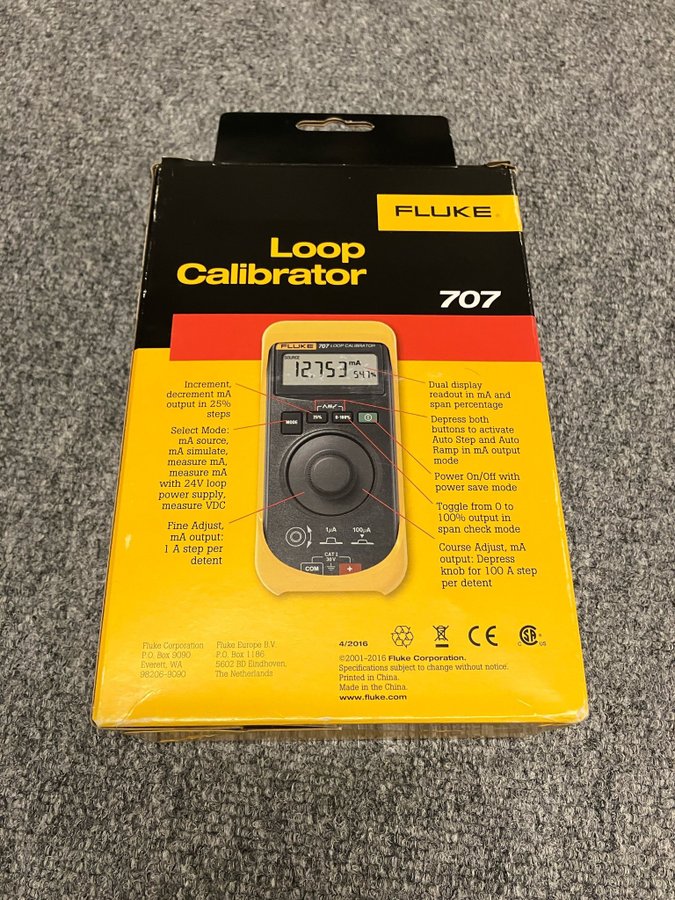 FLUKE®
Loop
Calibrator
707
FLUKE 707 LOOP CALIBRATOR
SOURCE
12.753 mA
54.7%
MODE
25%
0-100%
1µA 100µA
CAT I
30V
COM
+
Increment,
decrement mA
output in 25%
steps
Select Mode:
mA source,
mA simulate,
measure mA,
measure mA
with 24V loop
power supply,
measure VDC
Fine Adjust,
mA output:
1 A step per
detent
Dual display
readout in mA and
span percentage
Depress both
buttons to activate
Auto Step and Auto
Ramp in mA output
mode
Power On/Off with
power save mode
Toggle from 0 to
100% output in
span check mode
Course Adjust, mA
output: Depress
knob for 100 A step
per detent
Fluke Corporation
P.O. Box 9090
Everett, WA
98206-9090
Fluke Europe B.V.
P.O. Box 1186
5602 BD Eindhoven,
The Netherlands
4/2016
CE
C SA US
©2001-2016 Fluke Corporation.
Specifications subject to change without notice.
Printed in China.
Made in the China.
www.fluke.com